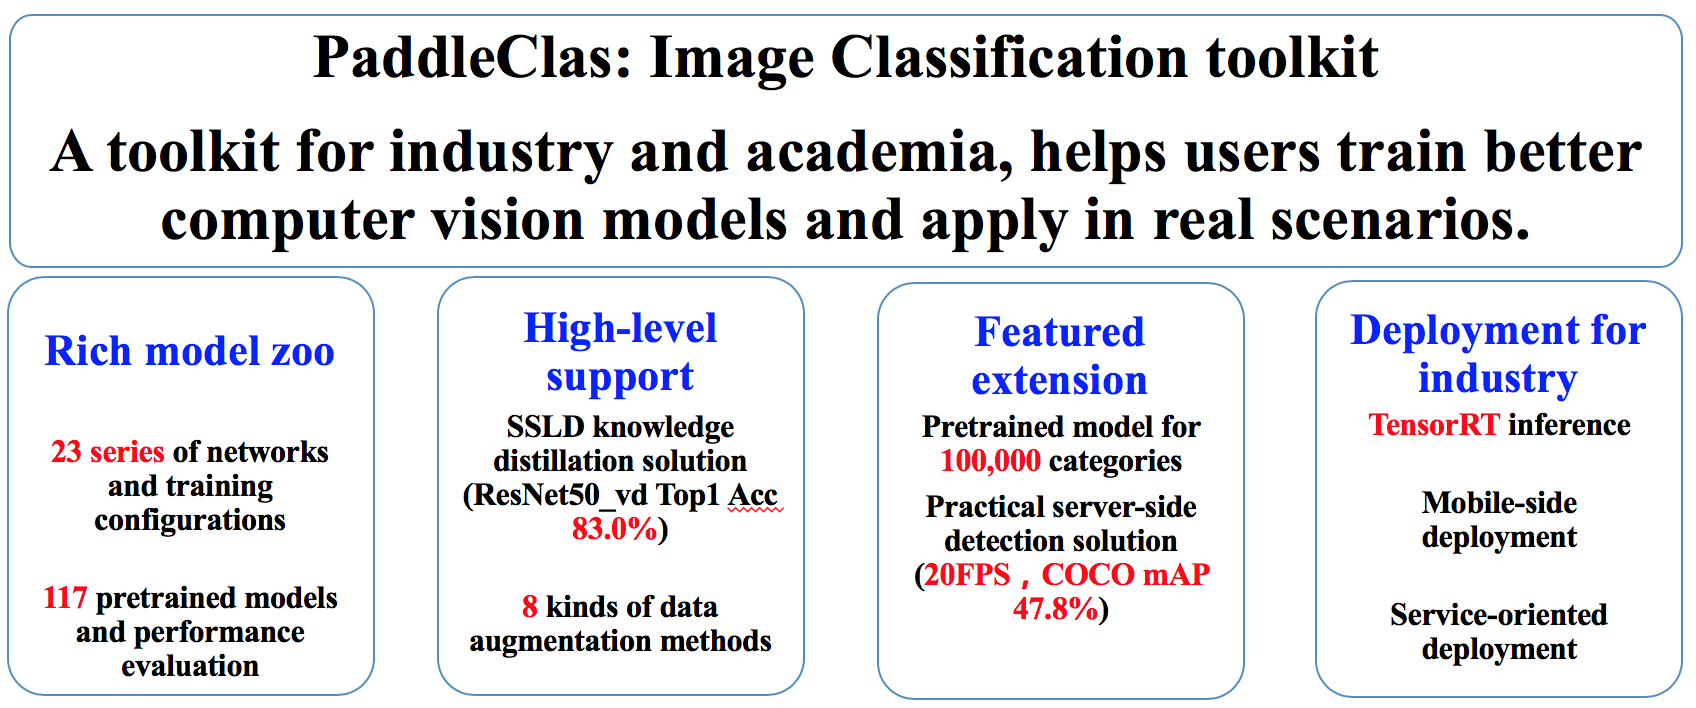 PaddleClas: Image Classification toolkit
A toolkit for industry and academia, helps users train better
computer vision models and apply in real scenarios.
Rich model zoo
23 series of networks
and training
configurations
117 pretrained models
and performance
evaluation
High-level
support
SSLD knowledge
distillation solution
(ResNet50_vd Top1 Acc
83.0%)
8 kinds of data
augmentation methods
Featured
extension
Pretrained model for
100,000 categories
Practical server-side
detection solution
(20FPS，COCO mAP
47.8%)
Deployment for
industry
TensorRT inference
Mobile-side
deployment
Service-oriented
deployment